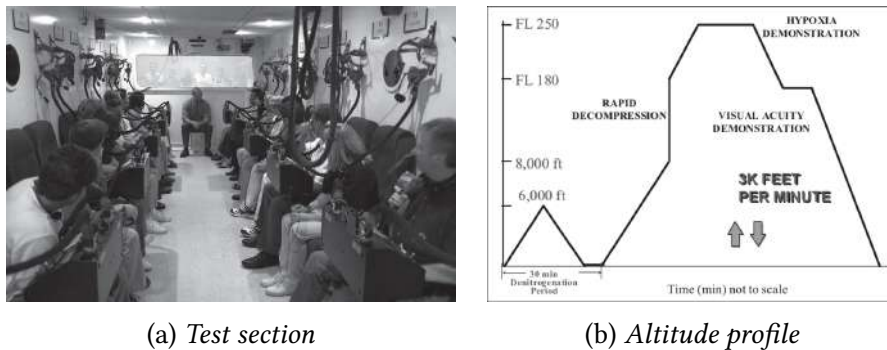 FL 250
FL 180
8,000 ft
6,000 ft
RAPID
DECOMPRESSION
HYPOXIA
DEMONSTRATION
VISUAL ACUITY
DEMONSTRATION
3K FEET
PER MINUTE
30 min
Denitrogenation
Period
Time (min) not to scale
(a) Test section
(b) Altitude profile